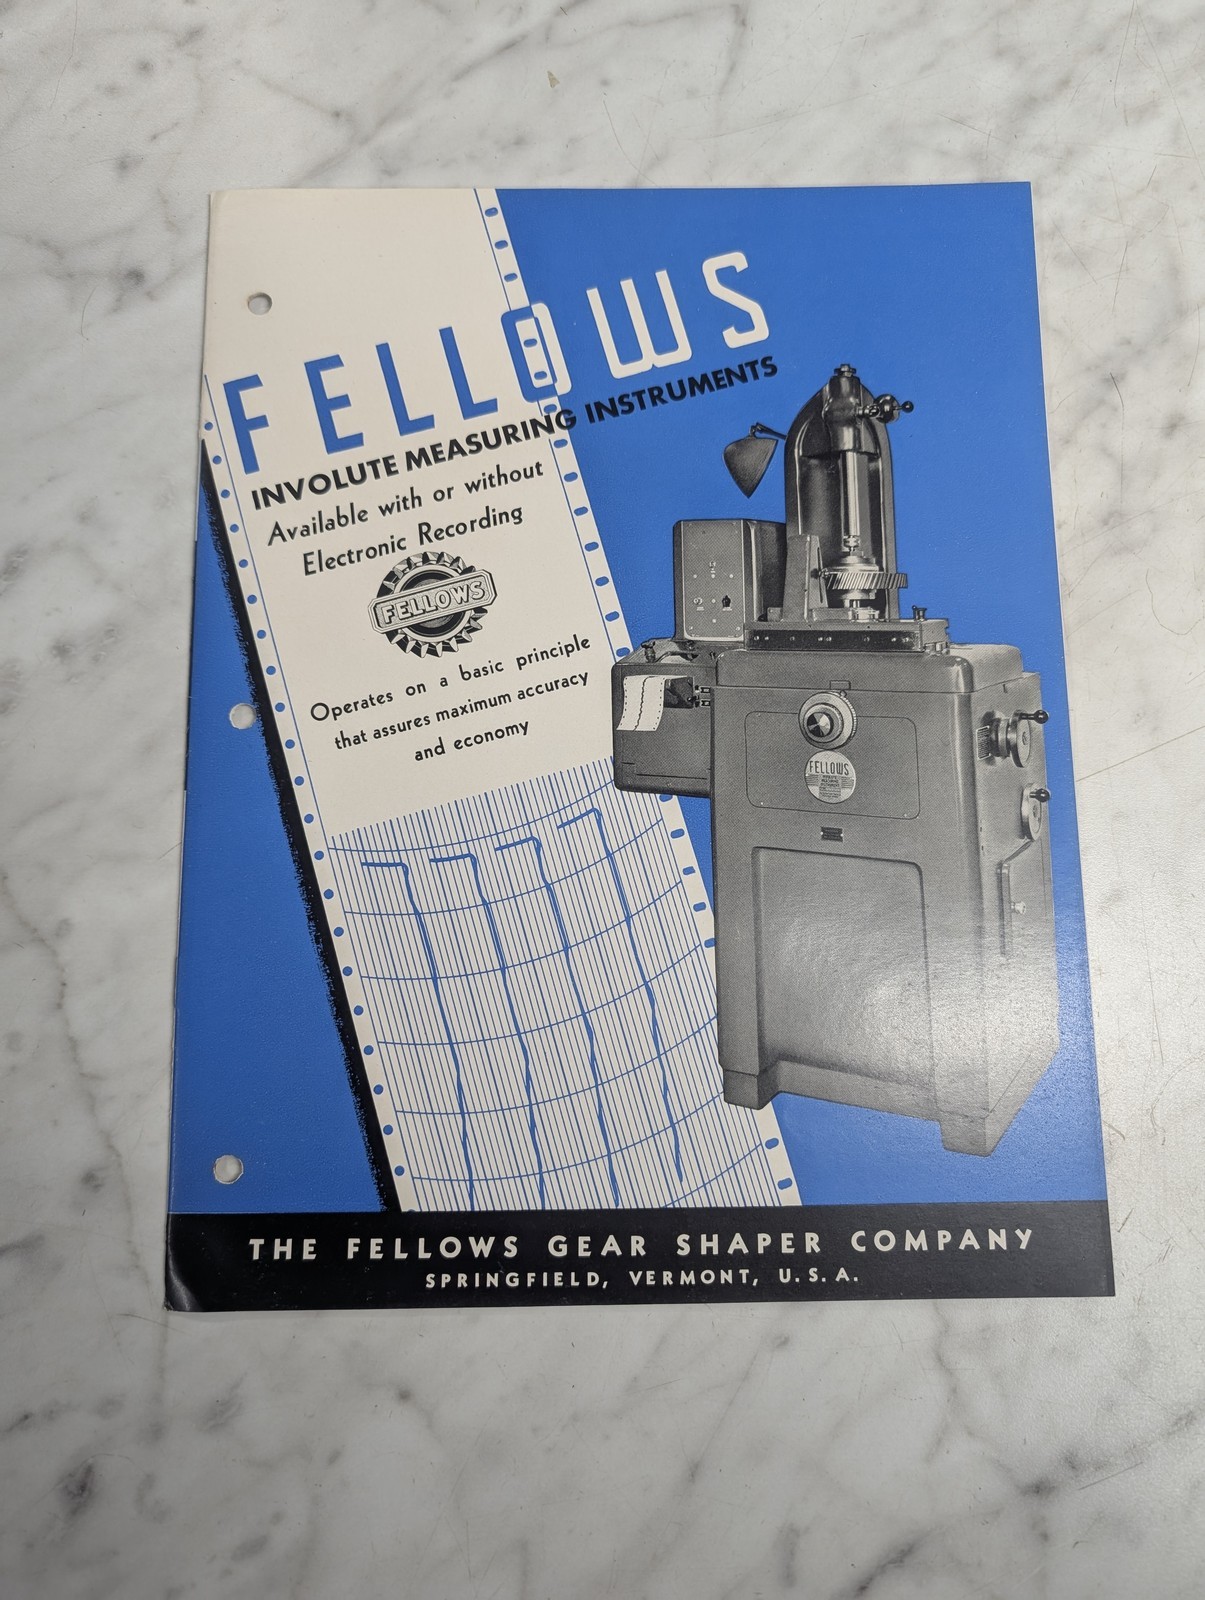 FELLOWS
INVOLUTE MEASURING INSTRUMENTS
Available with or without
Electronic Recording
FELLOWS
Operates on a basic principle
that assures maximum accuracy
and economy
FELLOWS
THE FELLOWS GEAR SHAPER COMPANY
SPRINGFIELD, VERMONT, U.S.A.